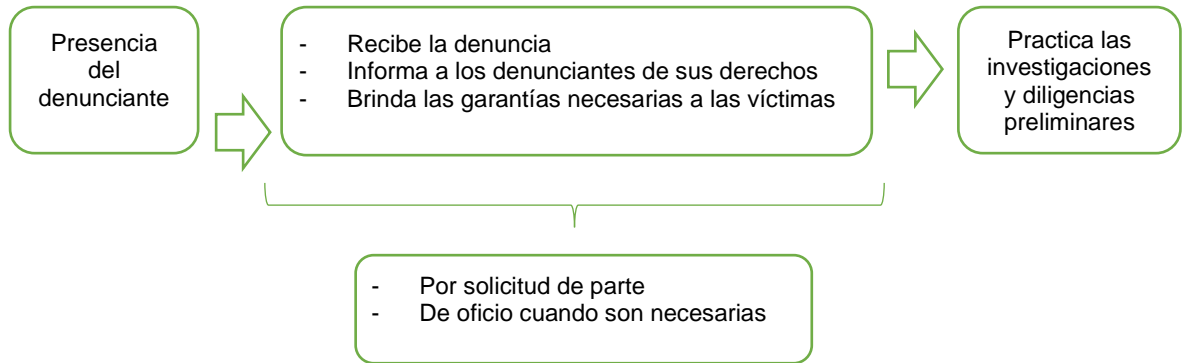 Presencia
del
denunciante
- Recibe la denuncia
- Informa a los denunciantes de sus derechos
- Brinda las garantías necesarias a las víctimas
Practica las
investigaciones
y diligencias
preliminares
- Por solicitud de parte
- De oficio cuando son necesarias